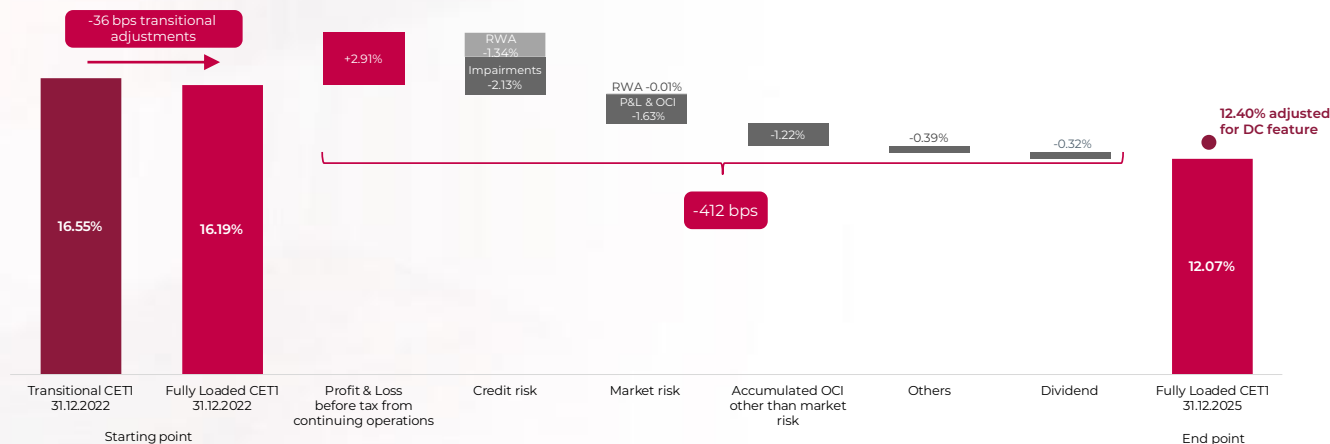 -36 bps transitional
adjustments
16.55%
16.19%
+2.91%
RWA
-1.34%
Impairments
-2.13%
RWA -0.01%
P&L & OCI
-1.63%
-1.22%
-0.39%
-0.32%
12.40% adjusted
for DC feature
12.07%
-412 bps
Transitional CET1
31.12.2022
Fully Loaded CET1
31.12.2022
Starting point
Profit & Loss
before tax from
continuing operations
Credit risk
Market risk
Accumulated OCI
other than market
risk
Others
Dividend
Fully Loaded CET1
31.12.2025
End point